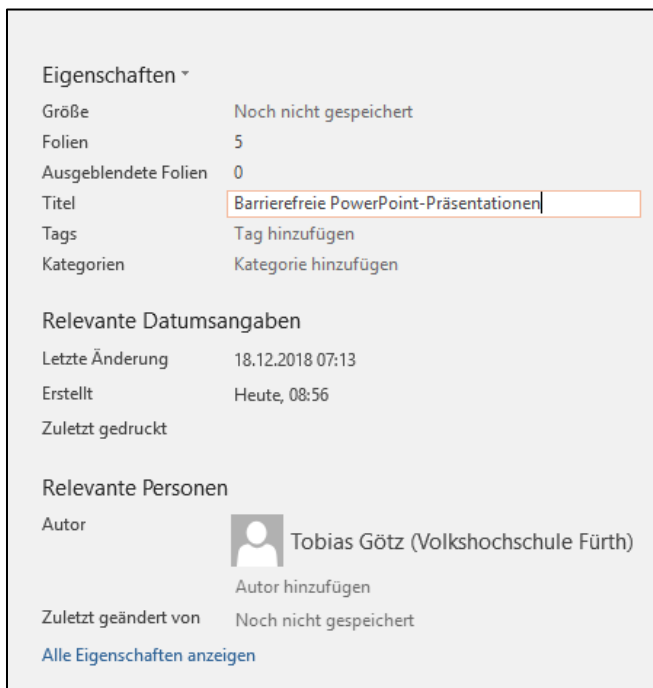 Eigenschaften
Größe Noch nicht gespeichert
Folien 5
Ausgeblendete Folien 0
Titel Barrierefreie PowerPoint-Präsentationen
Tags Tag hinzufügen
Kategorien Kategorie hinzufügen
Relevante Datumsangaben
Letzte Änderung 18.12.2018 07:13
Erstellt Heute, 08:56
Zuletzt gedruckt
Relevante Personen
Autor
Tobias Götz (Volkshochschule Fürth)
Autor hinzufügen
Zuletzt geändert von Noch nicht gespeichert
Alle Eigenschaften anzeigen